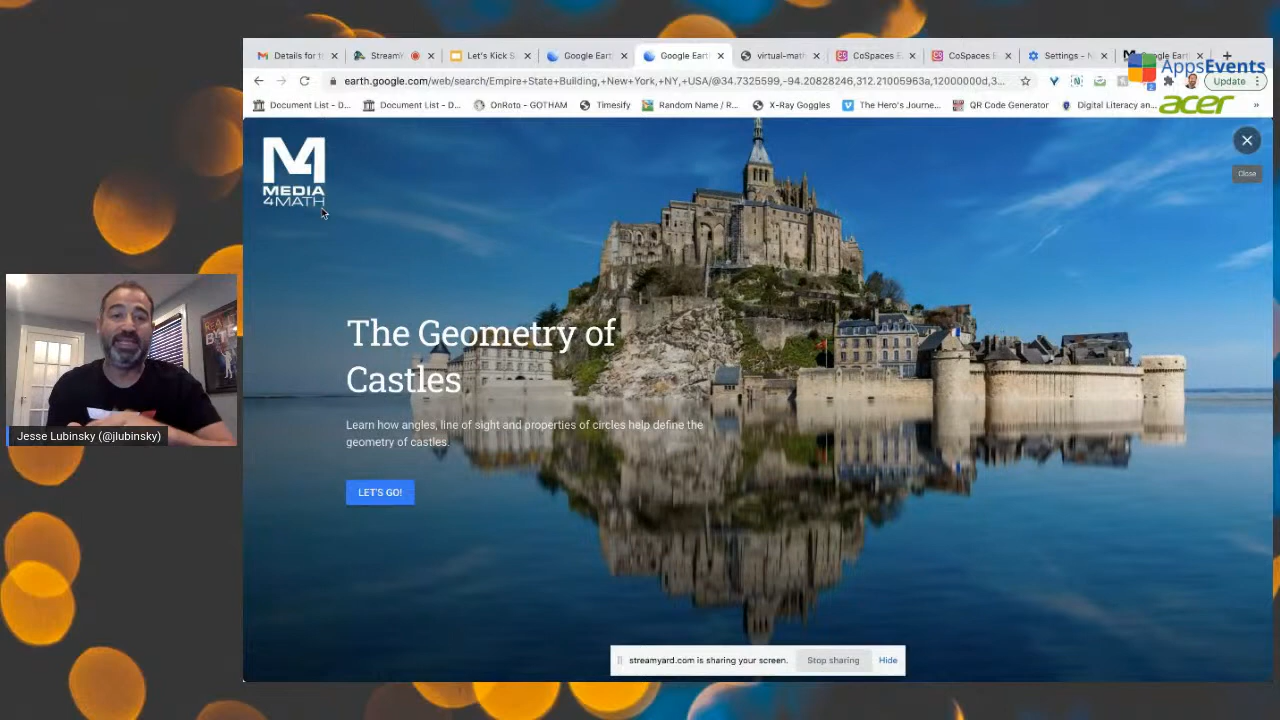 Details for t
StreamY
Let's Kick S
Google Eart
Google Eart
virtual-math
CoSpaces E
CoSpaces E
Settings - N
Google Eart
AppsEvents
earth.google.com/web/search/Empire+State+Building,+New+York,+NY,+USA/@34.7325599,-94.20828246,312.21005963a,12000000d,3...
Update
Document List - D...
Document List - D...
OnRoto - GOTHAM
Timesify
Random Name / R...
X-Ray Goggles
The Hero's Journe...
QR Code Generator
Digital Literacy an...
acer
»
M4
MEDIA
4MATH
Close
The Geometry of
Castles
Learn how angles, line of sight and properties of circles help define the
geometry of castles.
LET'S GO!
Jesse Lubinsky (@jlubinsky)
streamyard.com is sharing your screen.
Stop sharing
Hide